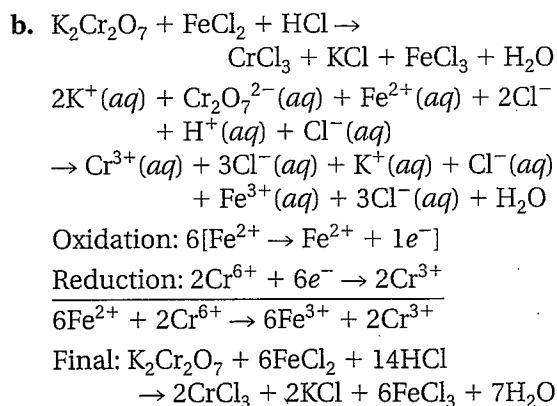 b. K₂Cr₂O₇ + FeCl₂ + HCl →
CrCl₃ + KCl + FeCl₃ + H₂O
2K⁺(aq) + Cr₂O₇²⁻(aq) + Fe²⁺(aq) + 2Cl⁻
+ H⁺(aq) + Cl⁻(aq)
→ Cr³⁺(aq) + 3Cl⁻(aq) + K⁺(aq) + Cl⁻(aq)
+ Fe³⁺(aq) + 3Cl⁻(aq) + H₂O
Oxidation: 6[Fe²⁺ → Fe²⁺ + 1e⁻]
Reduction: 2Cr⁶⁺ + 6e⁻ → 2Cr³⁺
6Fe²⁺ + 2Cr⁶⁺ → 6Fe³⁺ + 2Cr³⁺
Final: K₂Cr₂O₇ + 6FeCl₂ + 14HCl
→ 2CrCl₃ + 2KCl + 6FeCl₃ + 7H₂O